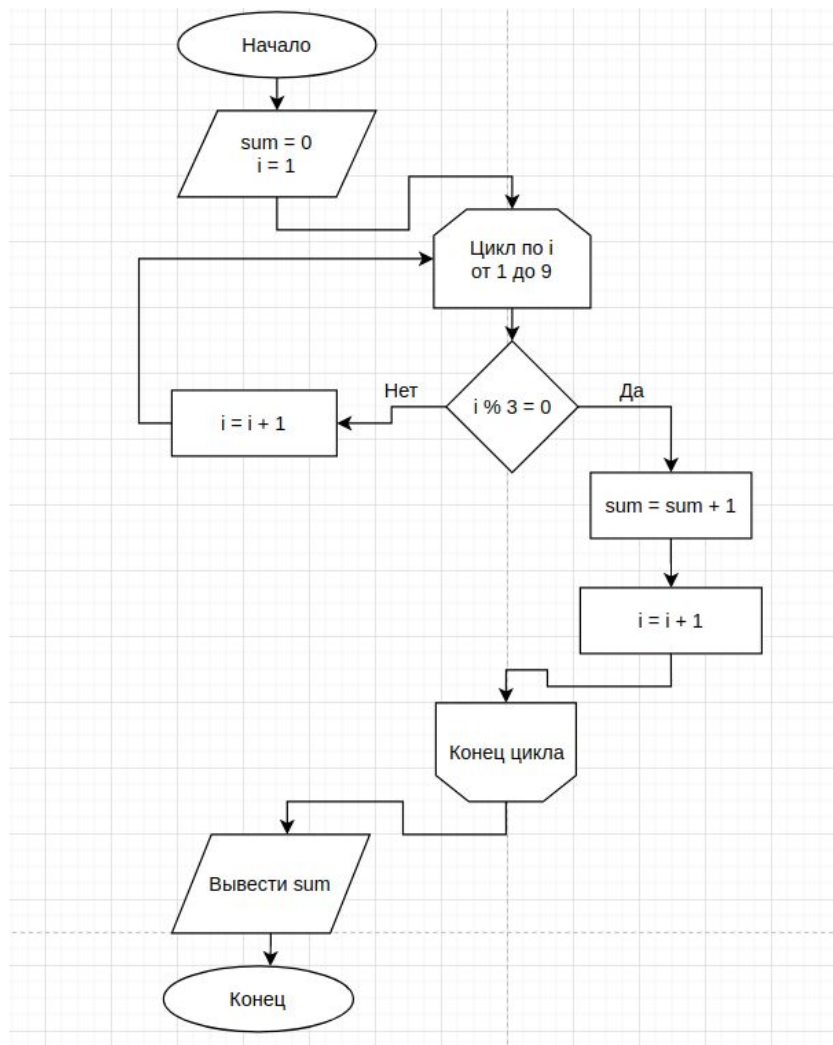 Начало
sum = 0
i = 1
Цикл по i
от 1 до 9
Нет
i % 3 = 0
Да
i = i + 1
sum = sum + 1
i = i + 1
Конец цикла
Вывести sum
Конец